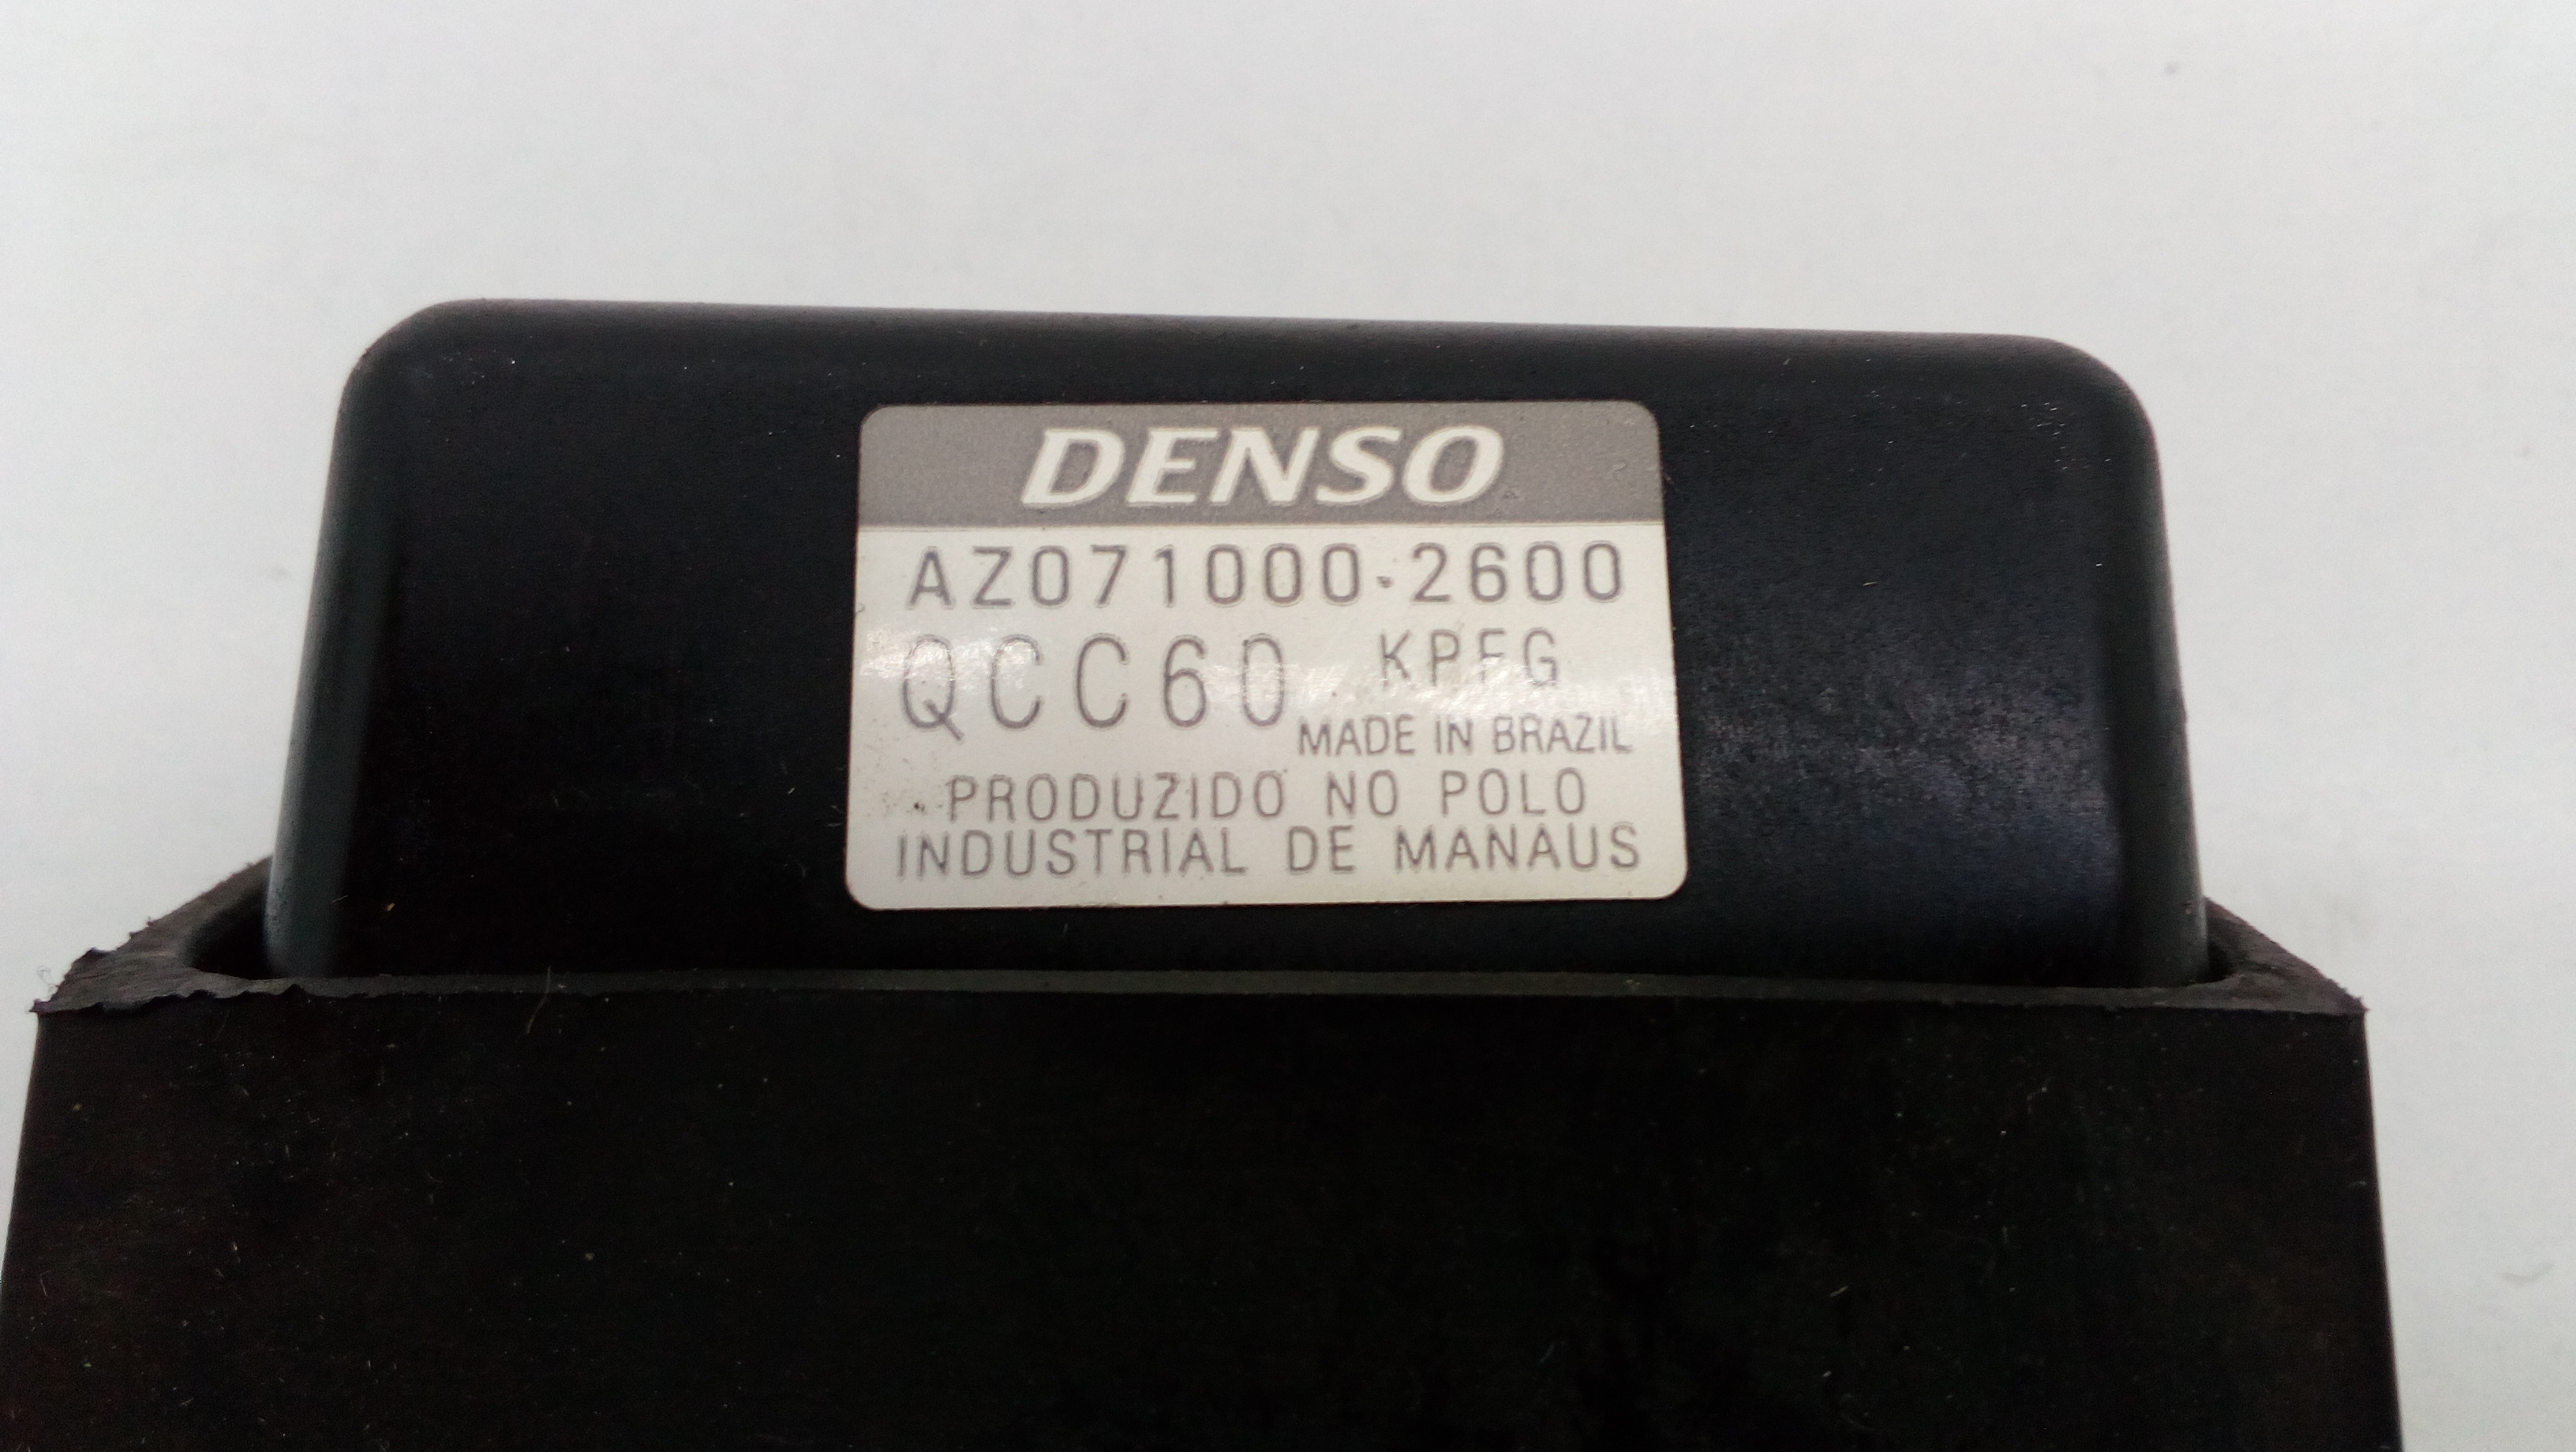 DENSO
AZ071000-2600
QCC60 KPFG
MADE IN BRAZIL
PRODUZIDO NO POLO
INDUSTRIAL DE MANAUS